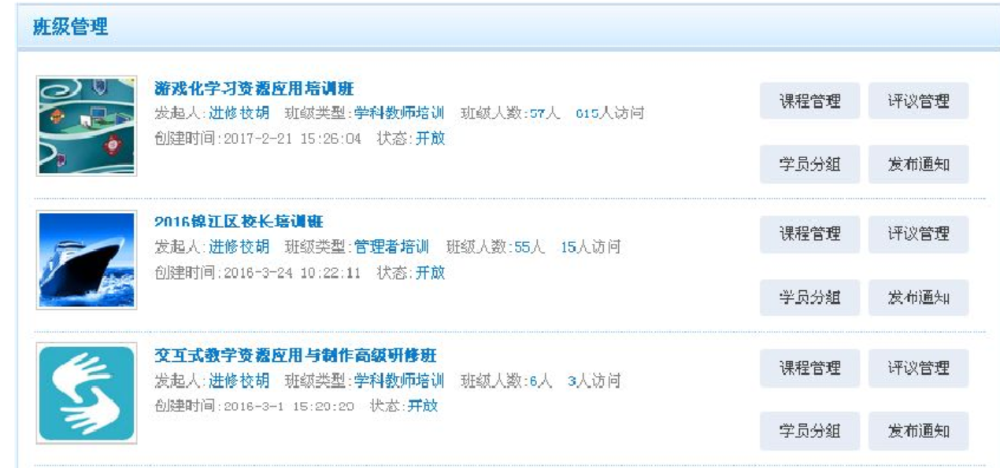 班级管理
游戏化学习资源应用培训班
发起人:进修校胡 班级类型:学科教师培训 班级人数:57人 615人访问
创建时间:2017-2-21 15:26:04 状态:开放
课程管理 评议管理
学员分组 发布通知
2016锦江区校长培训班
发起人:进修校胡 班级类型:管理者培训 班级人数:55人 15人访问
创建时间:2016-3-24 10:22:11 状态:开放
课程管理 评议管理
学员分组 发布通知
交互式教学资源应用与制作高级研修班
发起人:进修校胡 班级类型:学科教师培训 班级人数:6人 3人访问
创建时间:2016-3-1 15:20:20 状态:开放
课程管理 评议管理
学员分组 发布通知